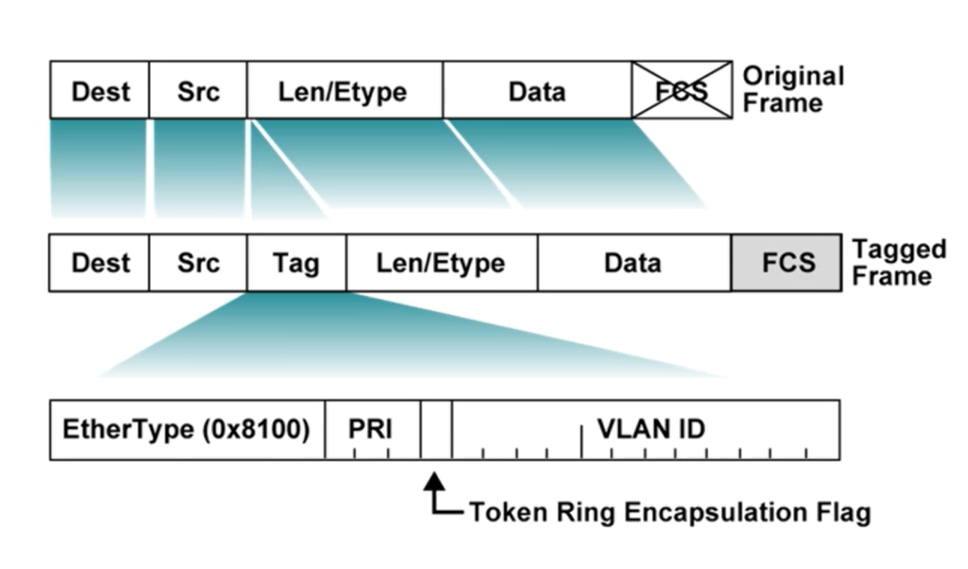 Dest Src Len/Etype Data FCS Original
Frame
Dest Src Tag Len/Etype Data FCS Tagged
Frame
EtherType (0x8100) PRI VLAN ID
Token Ring Encapsulation Flag